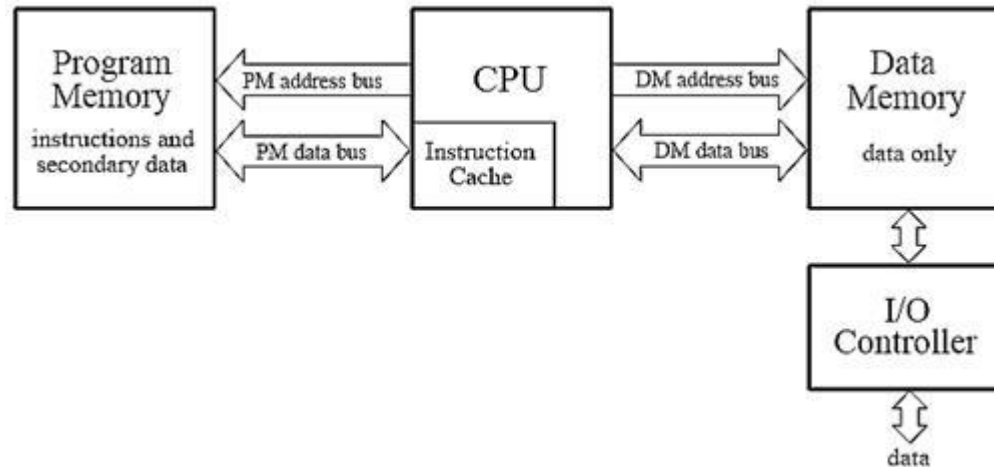 Program
Memory
instructions and
secondary data
PM address bus
PM data bus
CPU
Instruction
Cache
DM address bus
DM data bus
Data
Memory
data only
I/O
Controller
data